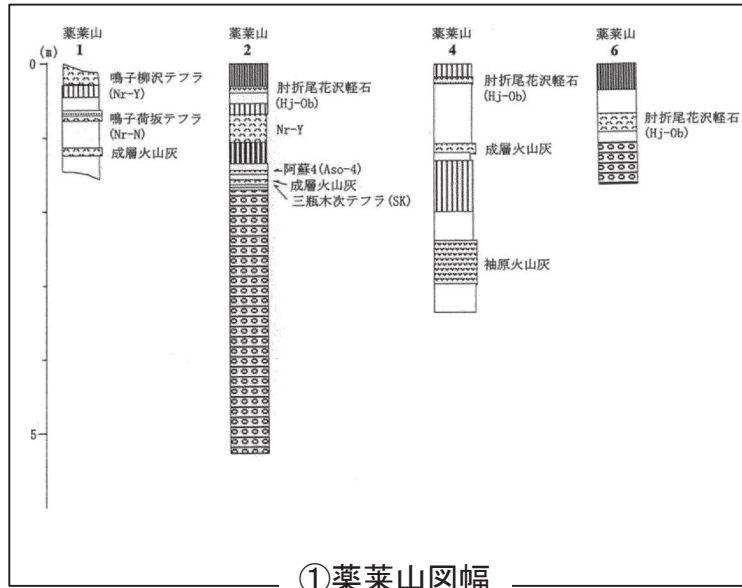 薬莱山
1
薬莱山
2
薬莱山
4
薬莱山
6
(m)
0
5
鳴子柳沢テフラ
(Nr-Y)
鳴子荷坂テフラ
(Nr-N)
成層火山灰
肘折尾花沢軽石
(Hj-Ob)
Nr-Y
阿蘇4(Aso-4)
成層火山灰
三瓶木次テフラ(SK)
肘折尾花沢軽石
(Hj-Ob)
成層火山灰
袖原火山灰
肘折尾花沢軽石
(Hj-Ob)
①薬莱山図幅